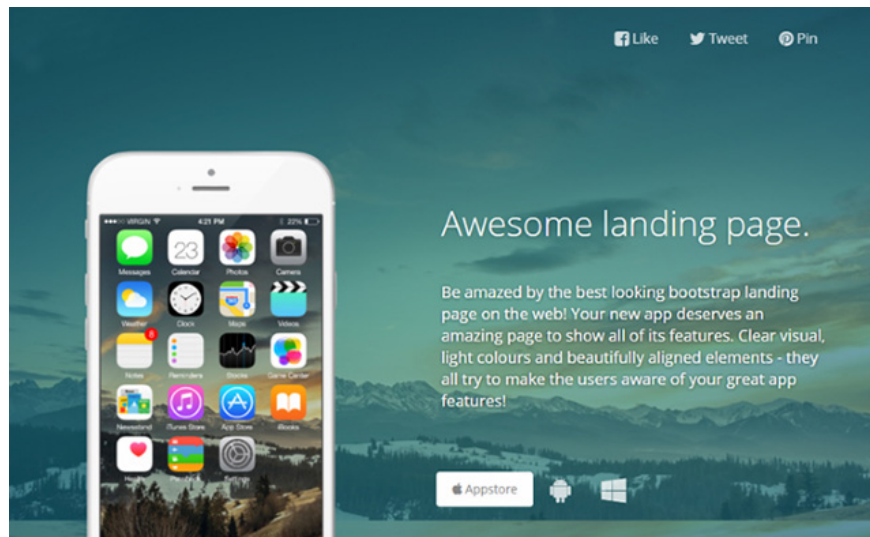 Like Tweet Pin
VIRGIN 4:21 PM 22%
Messages Calendar Photos Camera
23
Weather Clock Maps Videos
8
Notes Reminders Stocks Game Center
Newsstand iTunes Store App Store iBooks
Awesome landing page.
Be amazed by the best looking bootstrap landing
page on the web! Your new app deserves an
amazing page to show all of its features. Clear visual,
light colours and beautifully aligned elements - they
all try to make the users aware of your great app
features!
Appstore